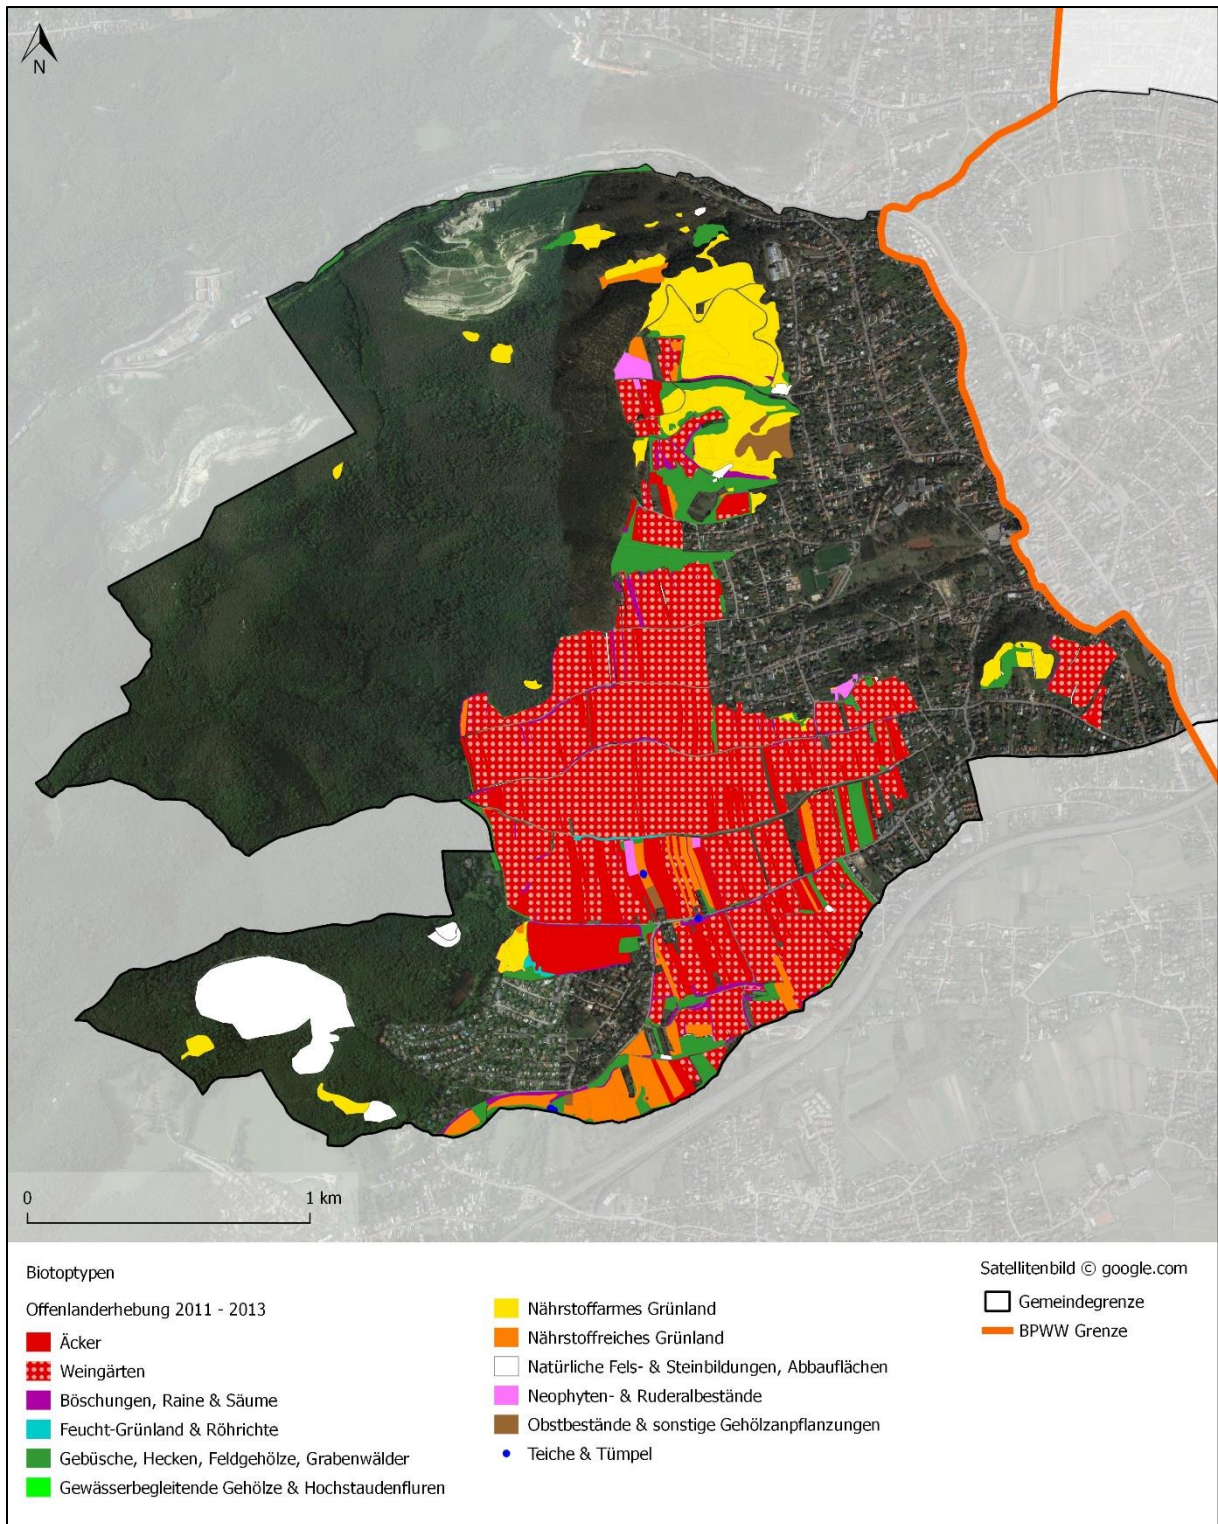 N
0 1 km
Biotoptypen
Offenlanderhebung 2011 - 2013
Äcker
Weingärten
Böschungen, Raine & Säume
Feucht-Grünland & Röhrichte
Gebüsche, Hecken, Feldgehölze, Grabenwälder
Gewässerbegleitende Gehölze & Hochstaudenfluren
Nährstoffarmes Grünland
Nährstoffreiches Grünland
Natürliche Fels- & Steinbildungen, Abbauflächen
Neophyten- & Ruderalbestände
Obstbestände & sonstige Gehölzanpflanzungen
Teiche & Tümpel
Satellitenbild © google.com
Gemeindegrenze
BPWW Grenze